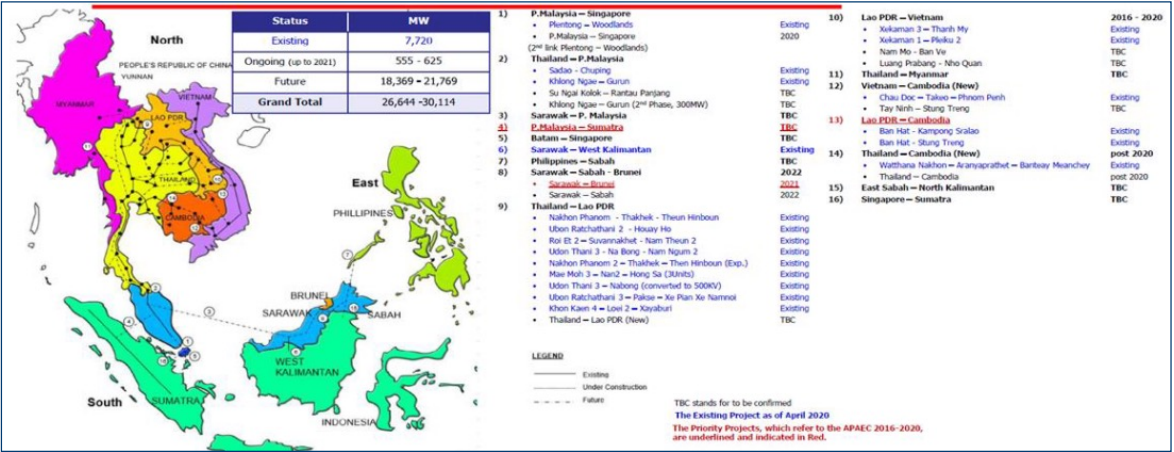 Status MW
Existing 7,720
Ongoing (up to 2021) 555 - 625
Future 18,369 - 21,769
Grand Total 26,644 -30,114
North
PEOPLE'S REPUBLIC OF CHINA
YUNNAN
MYANMAR
VIETNAM
LAO PDR
THAILAND
CAMBODIA
East
PHILLIPINES
BRUNEI
SARAWAK
SABAH
WEST
KALIMANTAN
South
SUMATRA
INDONESIA
1) P.Malaysia – Singapore
• Plentong – Woodlands Existing
• P.Malaysia – Singapore 2020
(2nd link Plentong – Woodlands)
2) Thailand – P.Malaysia
• Sadao - Chuping Existing
• Khlong Ngae – Gurun Existing
• Su Ngai Kolok – Rantau Panjang TBC
• Khlong Ngae – Gurun (2nd Phase, 300MW) TBC
3) Sarawak – P. Malaysia TBC
4) P.Malaysia – Sumatra TBC
5) Batam – Singapore TBC
6) Sarawak – West Kalimantan Existing
7) Philippines – Sabah TBC
8) Sarawak – Sabah - Brunei 2022
• Sarawak – Brunei 2021
• Sarawak – Sabah 2022
9) Thailand – Lao PDR
• Nakhon Phanom - Thakhek - Theun Hinboun Existing
• Ubon Ratchathani 2 - Houay Ho Existing
• Roi Et 2 – Suvannakhet - Nam Theun 2 Existing
• Udon Thani 3 - Na Bong - Nam Ngum 2 Existing
• Nakhon Phanom 2 – Thakhek – Then Hinboun (Exp.) Existing
• Mae Moh 3 – Nan2 – Hong Sa (3Units) Existing
• Udon Thani 3 – Nabong (converted to 500KV) Existing
• Ubon Ratchathani 3 – Pakse – Xe Pian Xe Namnoi Existing
• Khon Kaen 4 – Loei 2 – Xayaburi Existing
• Thailand – Lao PDR (New) TBC
10) Lao PDR – Vietnam 2016 - 2020
• Xekaman 3 – Thanh My Existing
• Xekaman 1 – Pleiku 2 Existing
• Nam Mo - Ban Ve TBC
• Luang Prabang - Nho Quan TBC
11) Thailand – Myanmar TBC
12) Vietnam – Cambodia (New)
• Chau Doc – Takeo – Phnom Penh Existing
• Tay Ninh – Stung Treng TBC
13) Lao PDR – Cambodia
• Ban Hat - Kampong Sralao Existing
• Ban Hat - Stung Treng Existing
14) Thailand – Cambodia (New) post 2020
• Watthana Nakhon – Aranyaprathet – Banteay Meanchey Existing
• Thailand – Cambodia post 2020
15) East Sabah – North Kalimantan TBC
16) Singapore – Sumatra TBC
LEGEND
Existing
Under Construction
Future
TBC stands for to be confirmed
The Existing Project as of April 2020
The Priority Projects, which refer to the APAEC 2016-2020,
are underlined and indicated in Red.